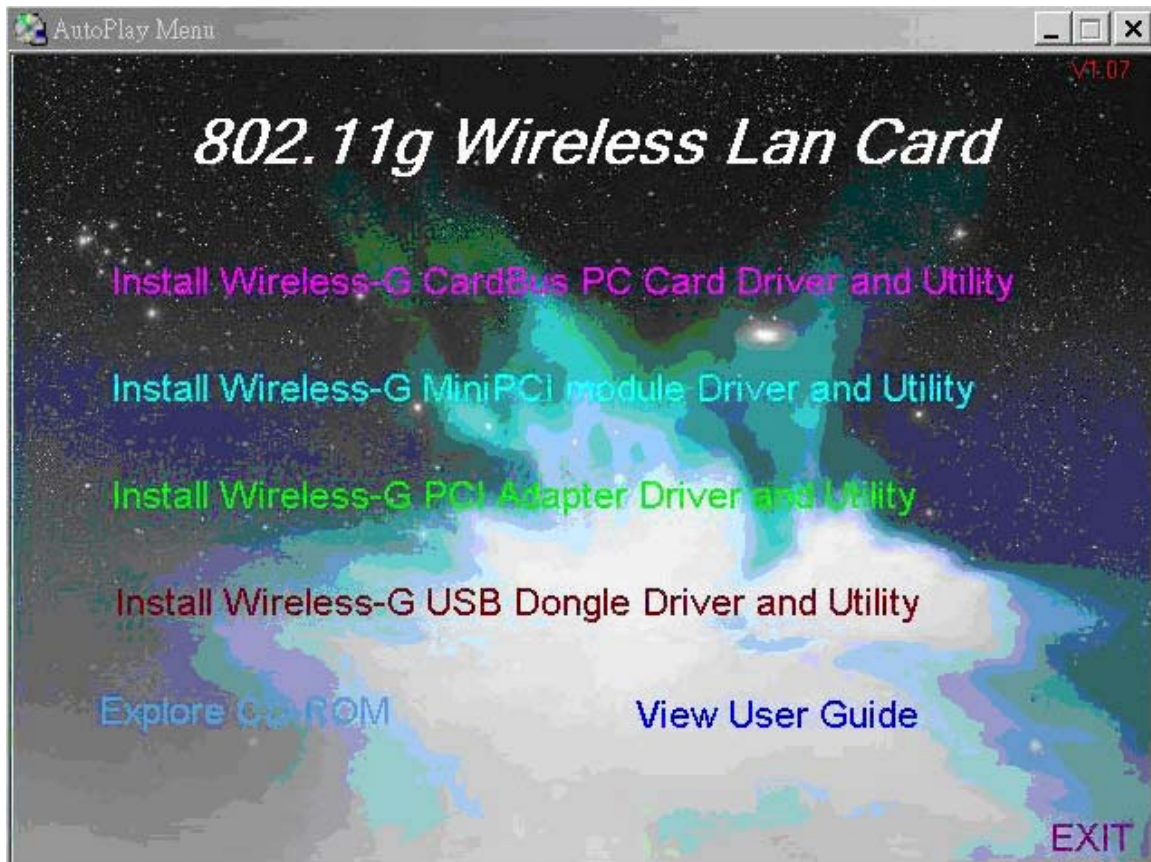 AutoPlay Menu
V1.07
802.11g Wireless Lan Card
Install Wireless-G CardBus PC Card Driver and Utility
Install Wireless-G MiniPCI module Driver and Utility
Install Wireless-G PCI Adapter Driver and Utility
Install Wireless-G USB Dongle Driver and Utility
Explore CD-ROM
View User Guide
EXIT